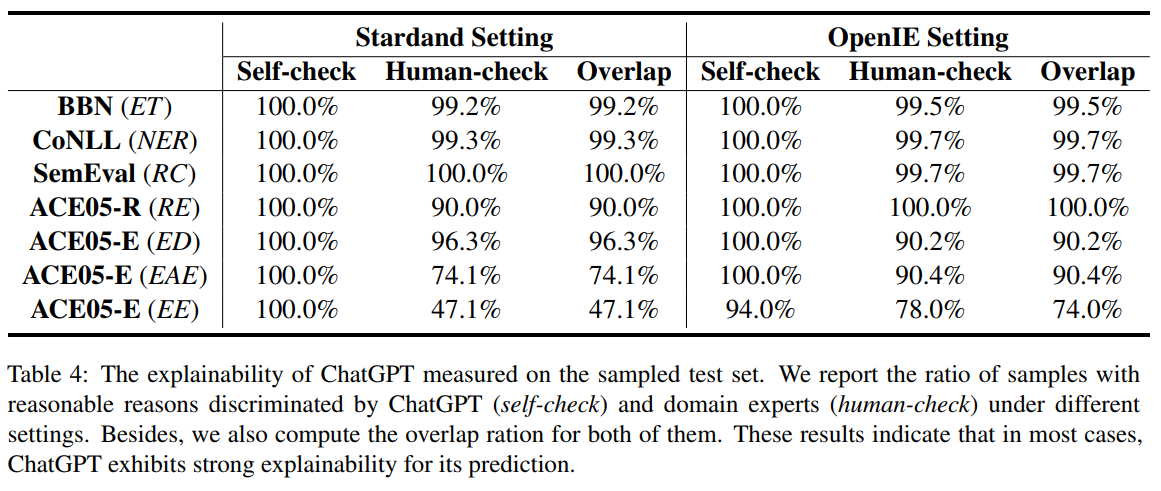 Stardand Setting OpenIE Setting
Self-check Human-check Overlap Self-check Human-check Overlap
BBN (ET) 100.0% 99.2% 99.2% 100.0% 99.5% 99.5%
CoNLL (NER) 100.0% 99.3% 99.3% 100.0% 99.7% 99.7%
SemEval (RC) 100.0% 100.0% 100.0% 100.0% 99.7% 99.7%
ACE05-R (RE) 100.0% 90.0% 90.0% 100.0% 100.0% 100.0%
ACE05-E (ED) 100.0% 96.3% 96.3% 100.0% 90.2% 90.2%
ACE05-E (EAE) 100.0% 74.1% 74.1% 100.0% 90.4% 90.4%
ACE05-E (EE) 100.0% 47.1% 47.1% 94.0% 78.0% 74.0%
Table 4: The explainability of ChatGPT measured on the sampled test set. We report the ratio of samples with
reasonable reasons discriminated by ChatGPT (self-check) and domain experts (human-check) under different
settings. Besides, we also compute the overlap ration for both of them. These results indicate that in most cases,
ChatGPT exhibits strong explainability for its prediction.